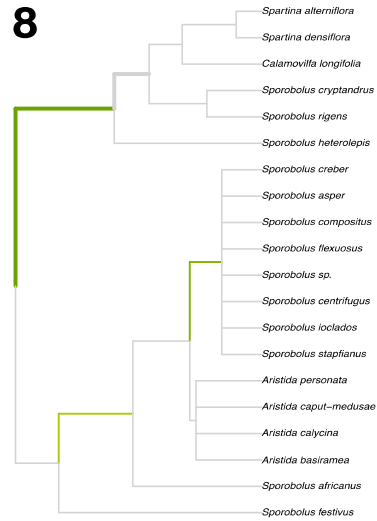 8
Spartina alterniflora
Spartina densiflora
Calamovilfa longifolia
Sporobolus cryptandrus
Sporobolus rigens
Sporobolus heterolepis
Sporobolus creber
Sporobolus asper
Sporobolus compositus
Sporobolus flexuosus
Sporobolus sp.
Sporobolus centrifugus
Sporobolus ioclados
Sporobolus stapfianus
Aristida personata
Aristida caput−medusae
Aristida calycina
Aristida basiramea
Sporobolus africanus
Sporobolus festivus